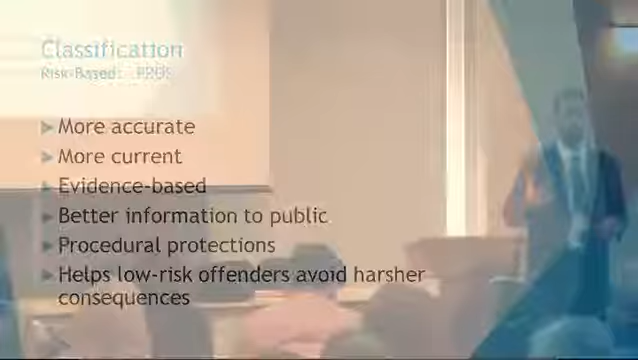 Classification
Risk-Based: PROS
More accurate
More current
Evidence-based
Better information to public
Procedural protections
Helps low-risk offenders avoid harsher
consequences